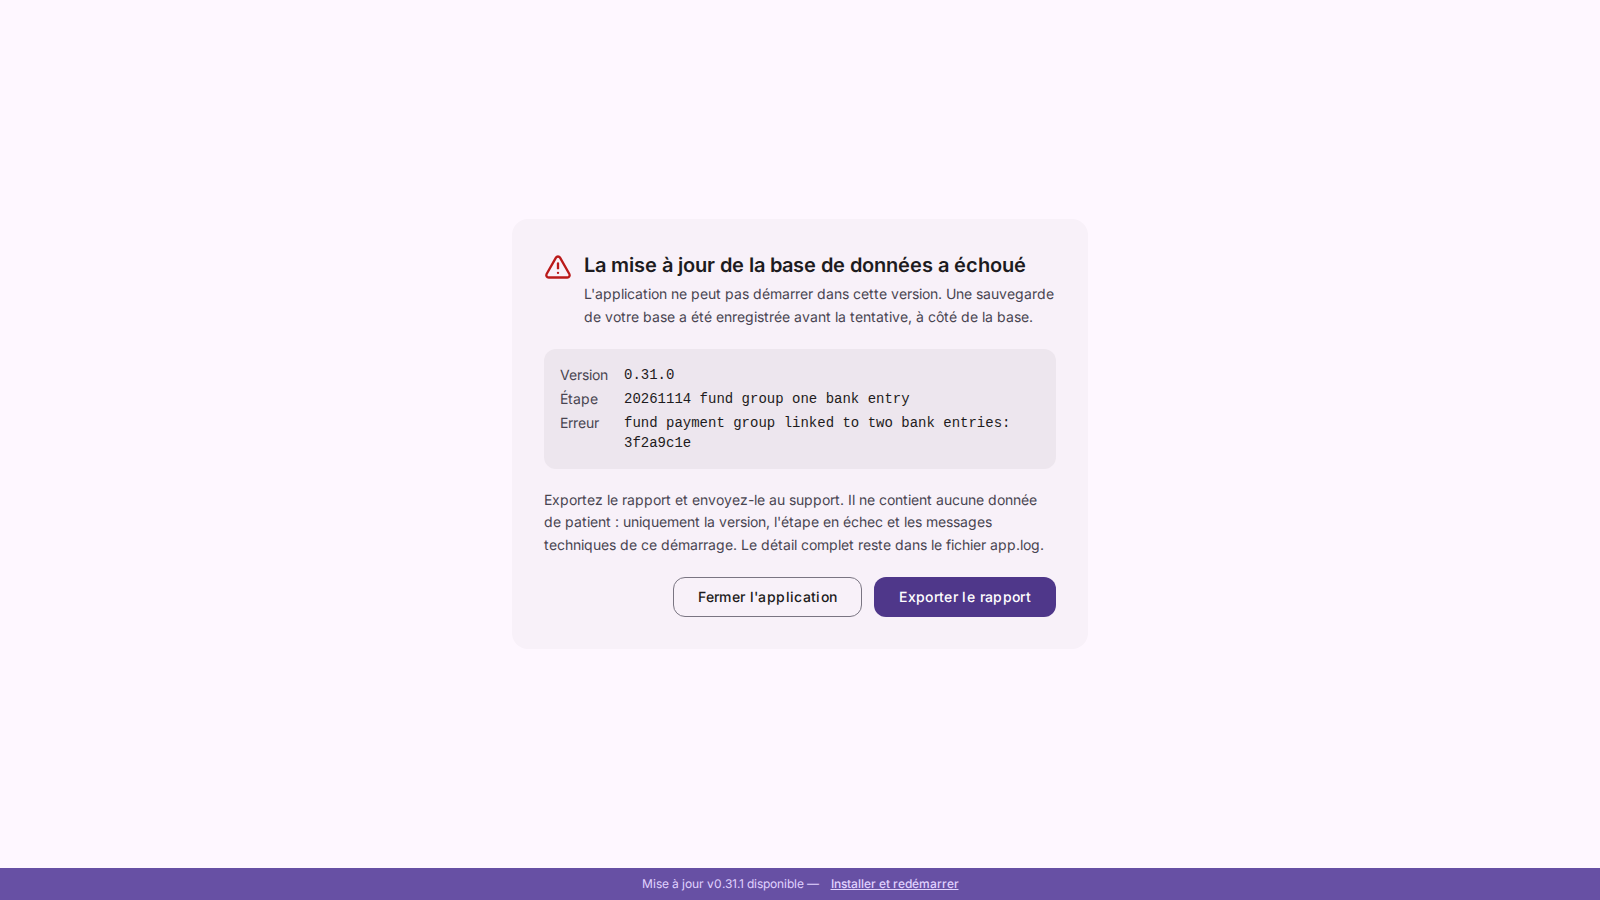 La mise à jour de la base de données a échoué
L'application ne peut pas démarrer dans cette version. Une sauvegarde
de votre base a été enregistrée avant la tentative, à côté de la base.
Version 0.31.0
Étape 20261114 fund group one bank entry
Erreur fund payment group linked to two bank entries:
3f2a9c1e
Exportez le rapport et envoyez-le au support. Il ne contient aucune donnée
de patient : uniquement la version, l'étape en échec et les messages
techniques de ce démarrage. Le détail complet reste dans le fichier app.log.
Fermer l'application Exporter le rapport
Mise à jour v0.31.1 disponible — Installer et redémarrer